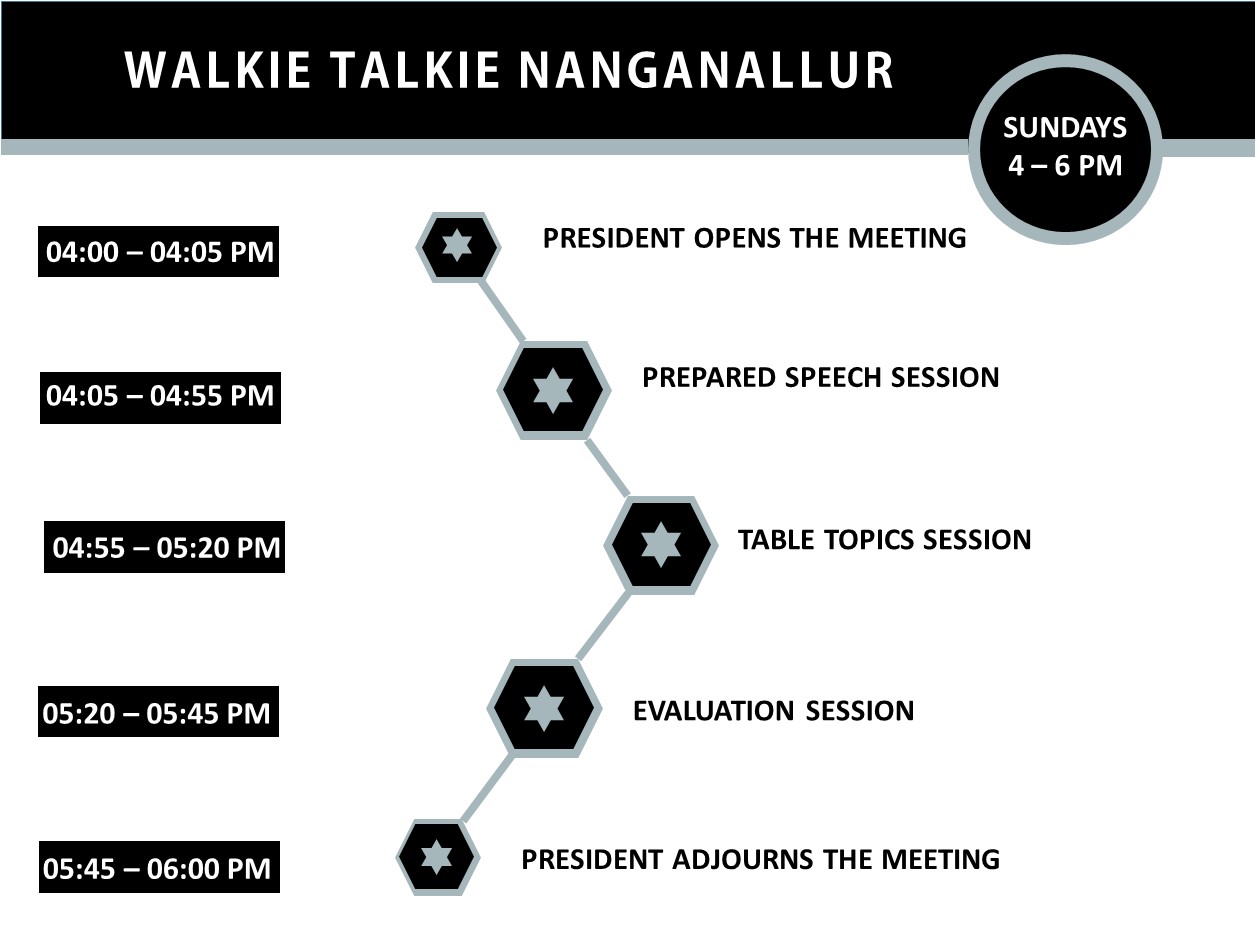 WALKIE TALKIE NANGANALLUR
SUNDAYS
4 – 6 PM
04:00 – 04:05 PM
PRESIDENT OPENS THE MEETING
04:05 – 04:55 PM
PREPARED SPEECH SESSION
04:55 – 05:20 PM
TABLE TOPICS SESSION
05:20 – 05:45 PM
EVALUATION SESSION
05:45 – 06:00 PM
PRESIDENT ADJOURNS THE MEETING